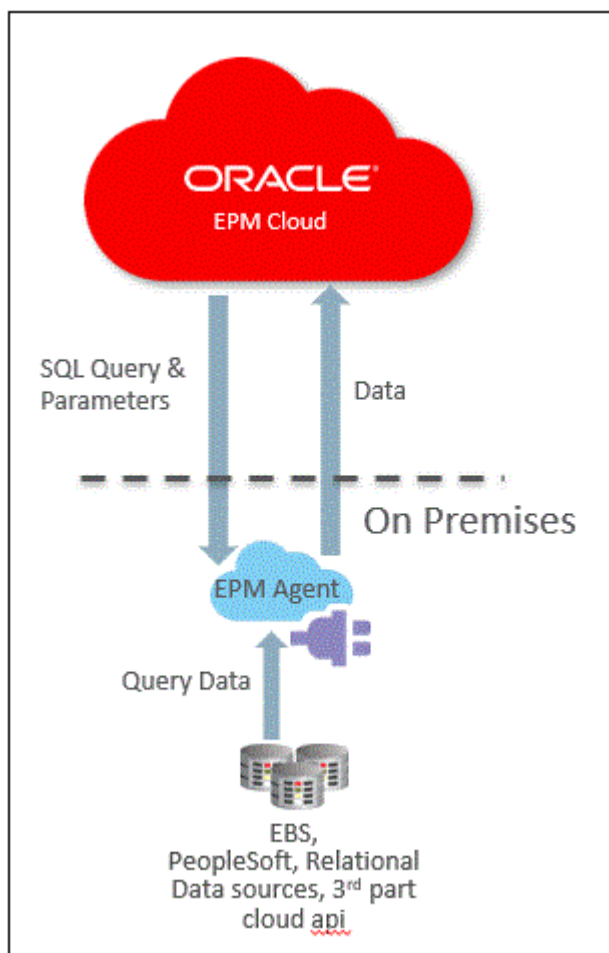 ORACLE®
EPM Cloud
SQL Query &
Parameters
Data
On Premises
EPM Agent
Query Data
EBS,
PeopleSoft, Relational
Data sources, 3rd part
cloud api